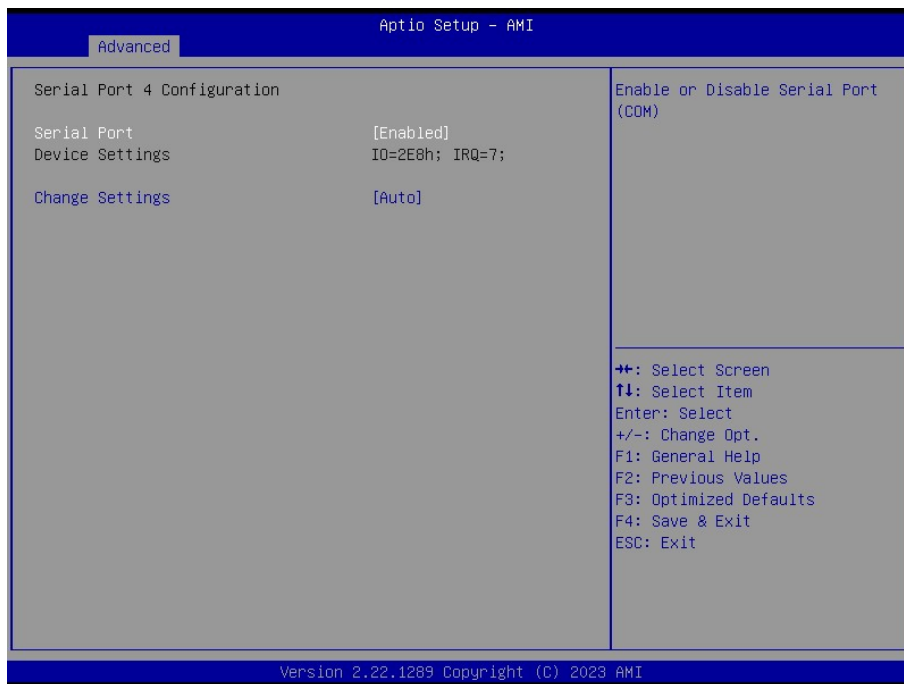 Aptio Setup – AMI
Advanced
Serial Port 4 Configuration
Serial Port [Enabled]
Device Settings IO=2E8h; IRQ=7;
Change Settings [Auto]
Enable or Disable Serial Port
(COM)
→←: Select Screen
↑↓: Select Item
Enter: Select
+/-: Change Opt.
F1: General Help
F2: Previous Values
F3: Optimized Defaults
F4: Save & Exit
ESC: Exit
Version 2.22.1289 Copyright (C) 2023 AMI